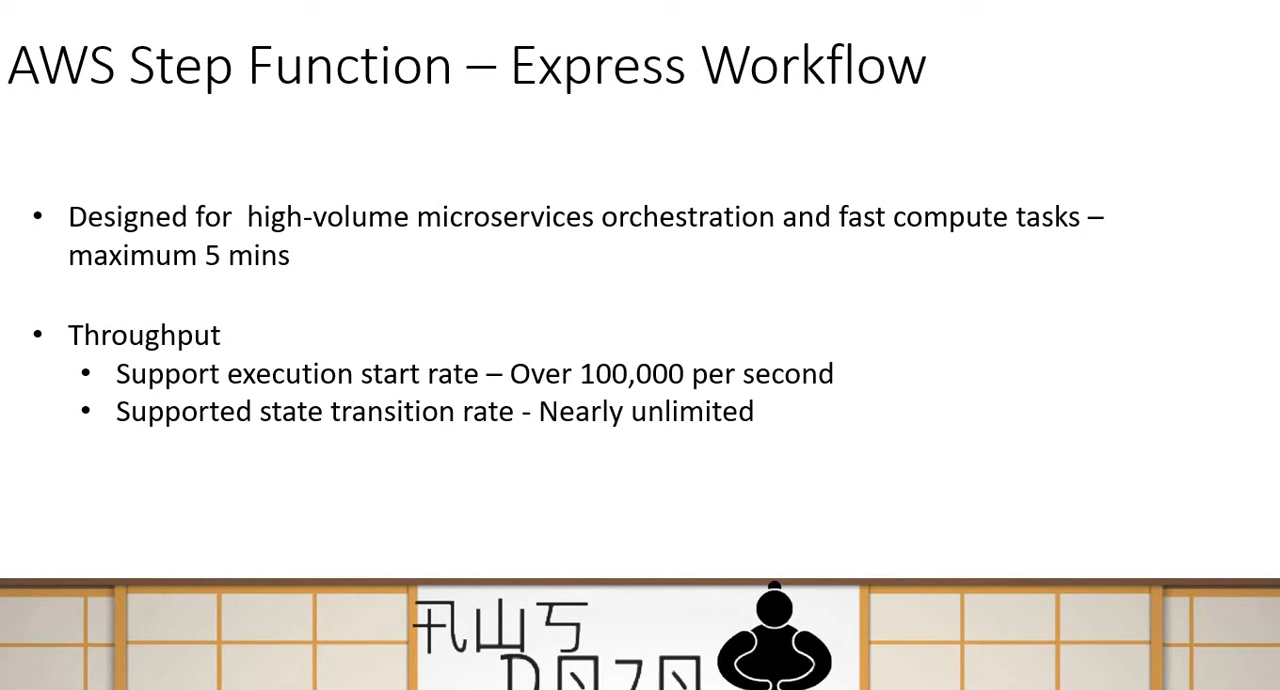 AWS Step Function – Express Workflow
• Designed for  high-volume microservices orchestration and fast compute tasks –
maximum 5 mins
• Throughput
• Support execution start rate – Over 100,000 per second
• Supported state transition rate - Nearly unlimited